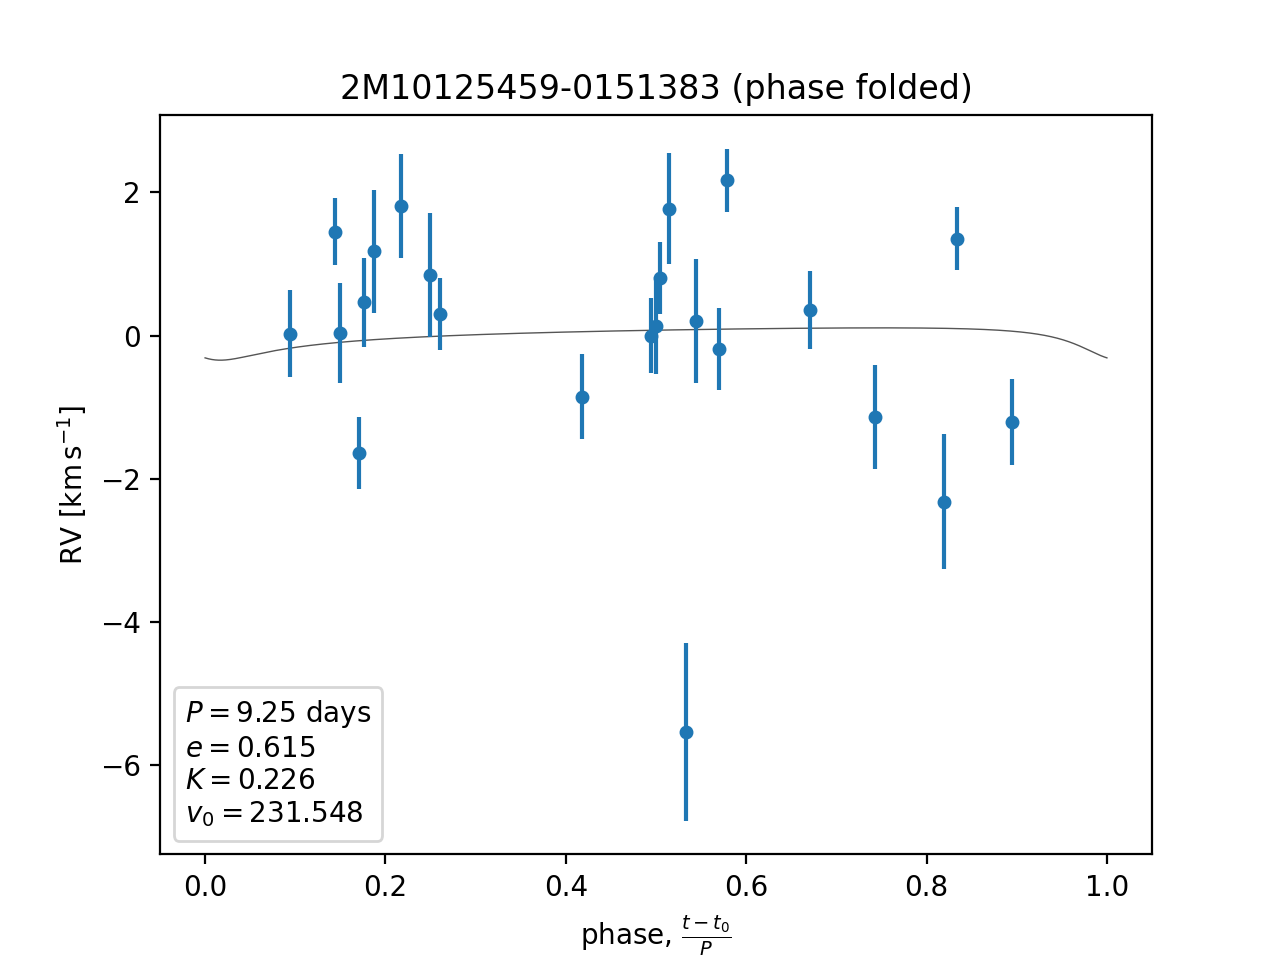 2M10125459-0151383 (phase folded)
2
0
−2
−4
−6
RV [km s⁻¹]
P = 9.25 days
e = 0.615
K = 0.226
v₀ = 231.548
0.0 0.2 0.4 0.6 0.8 1.0
phase, (t − t₀)/P